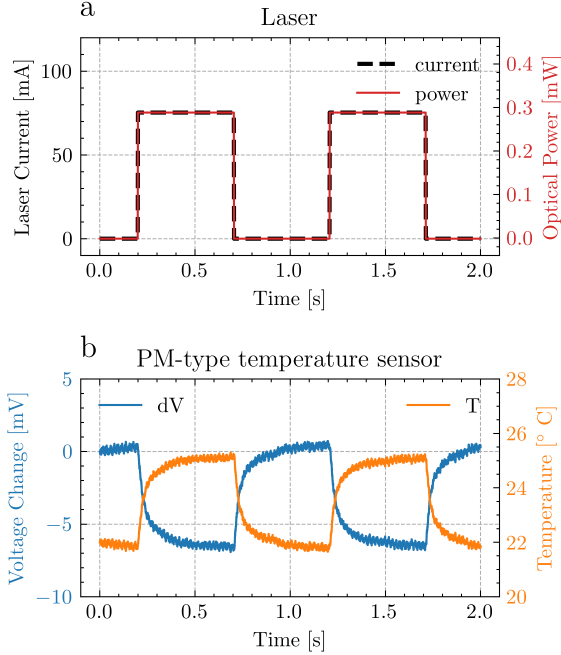 a
Laser
current
power
100
50
0
0.4
0.3
0.2
0.1
0.0
Laser Current [mA]
Optical Power [mW]
0.0 0.5 1.0 1.5 2.0
Time [s]
b
PM-type temperature sensor
dV
T
5
0
−5
−10
28
26
24
22
20
Voltage Change [mV]
Temperature [° C]
0.0 0.5 1.0 1.5 2.0
Time [s]